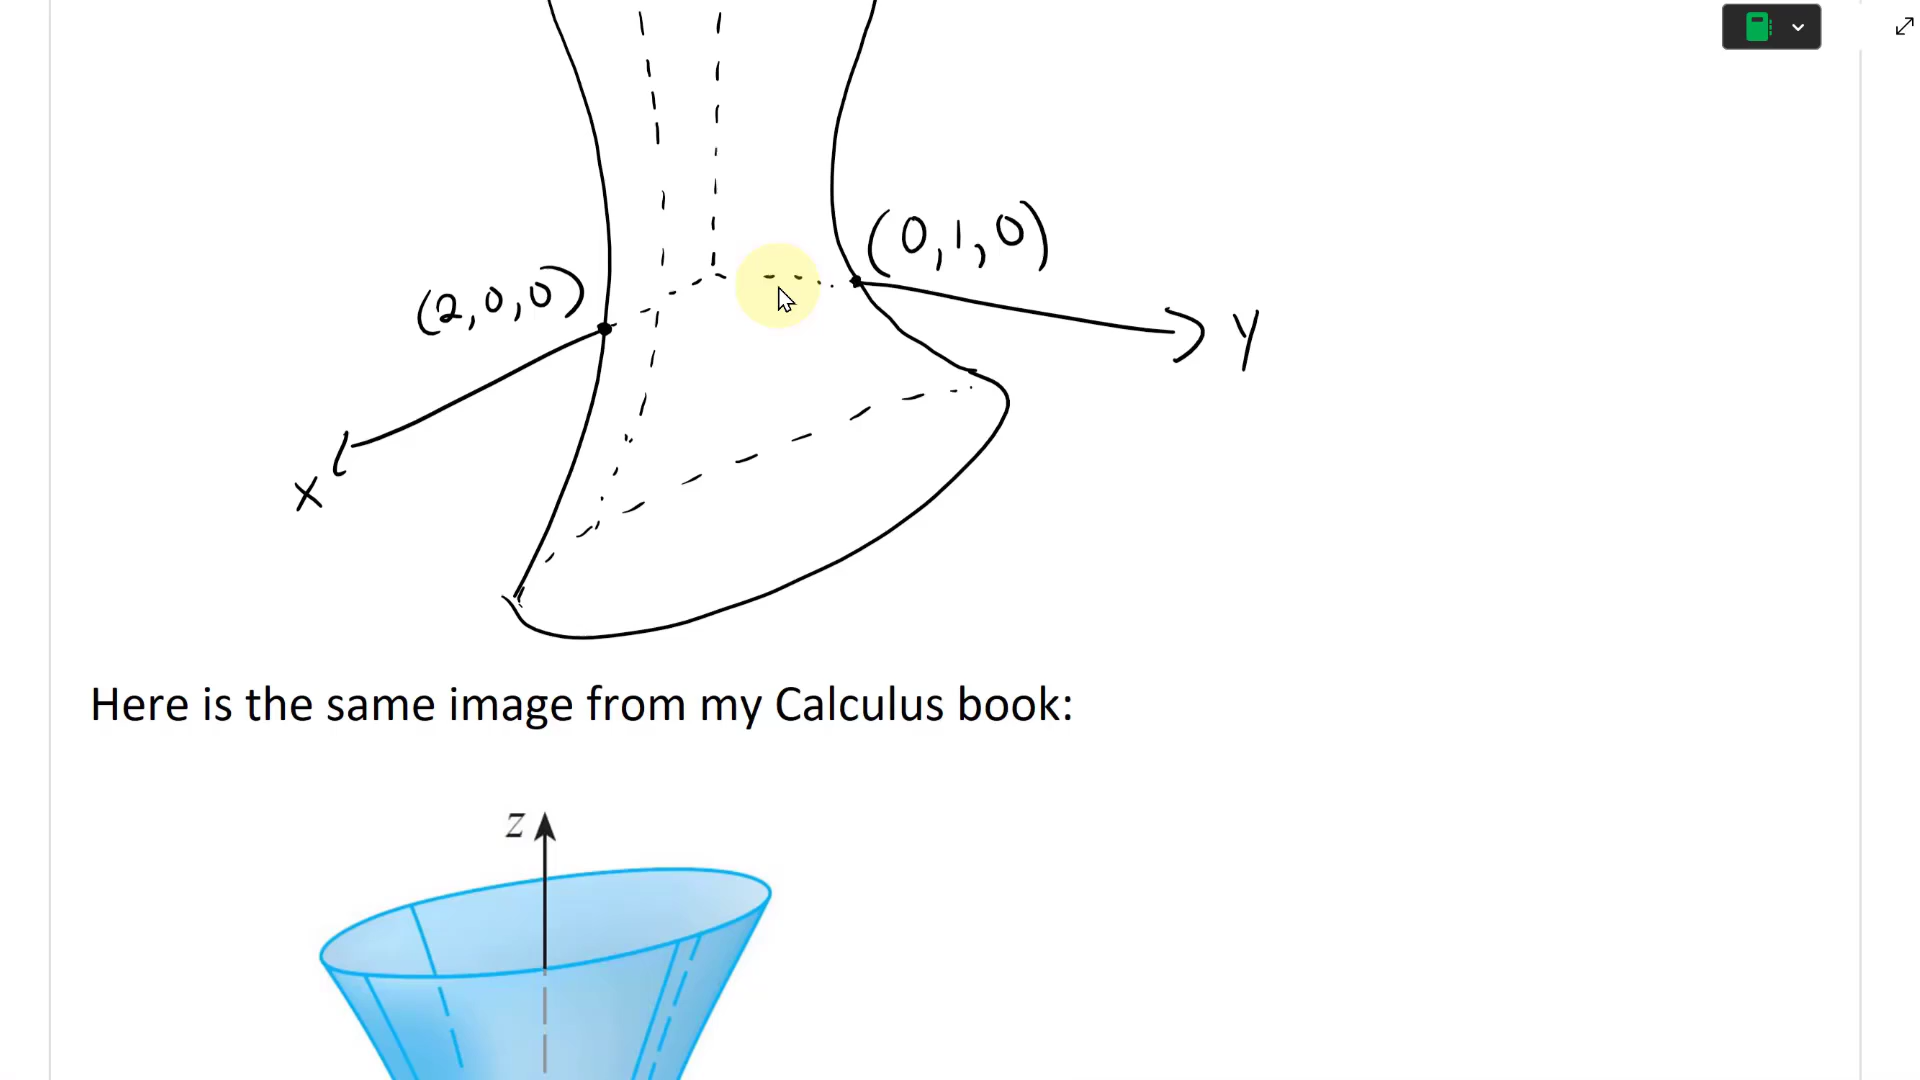 (0,1,0)
(2,0,0)
y
x
Here is the same image from my Calculus book:
z